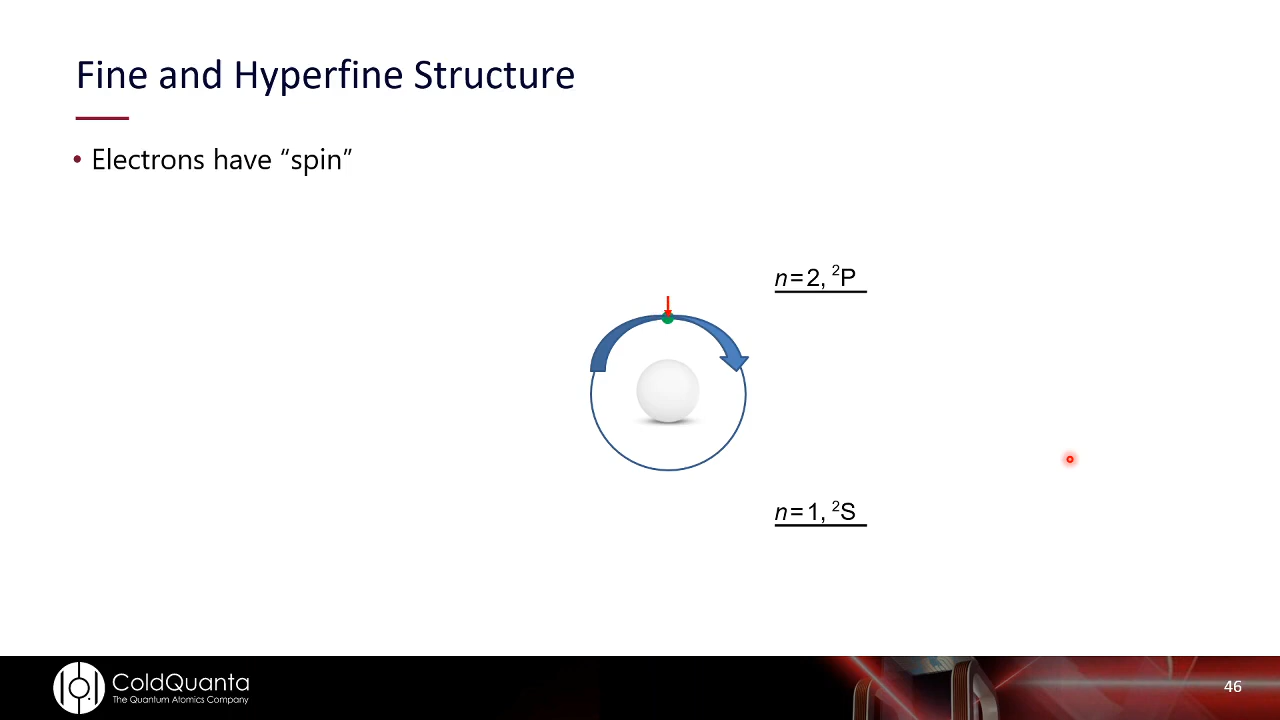 Fine and Hyperfine Structure
• Electrons have “spin”
n=2, ²P
n=1, ²S
ColdQuanta
The Quantum Atomics Company
46